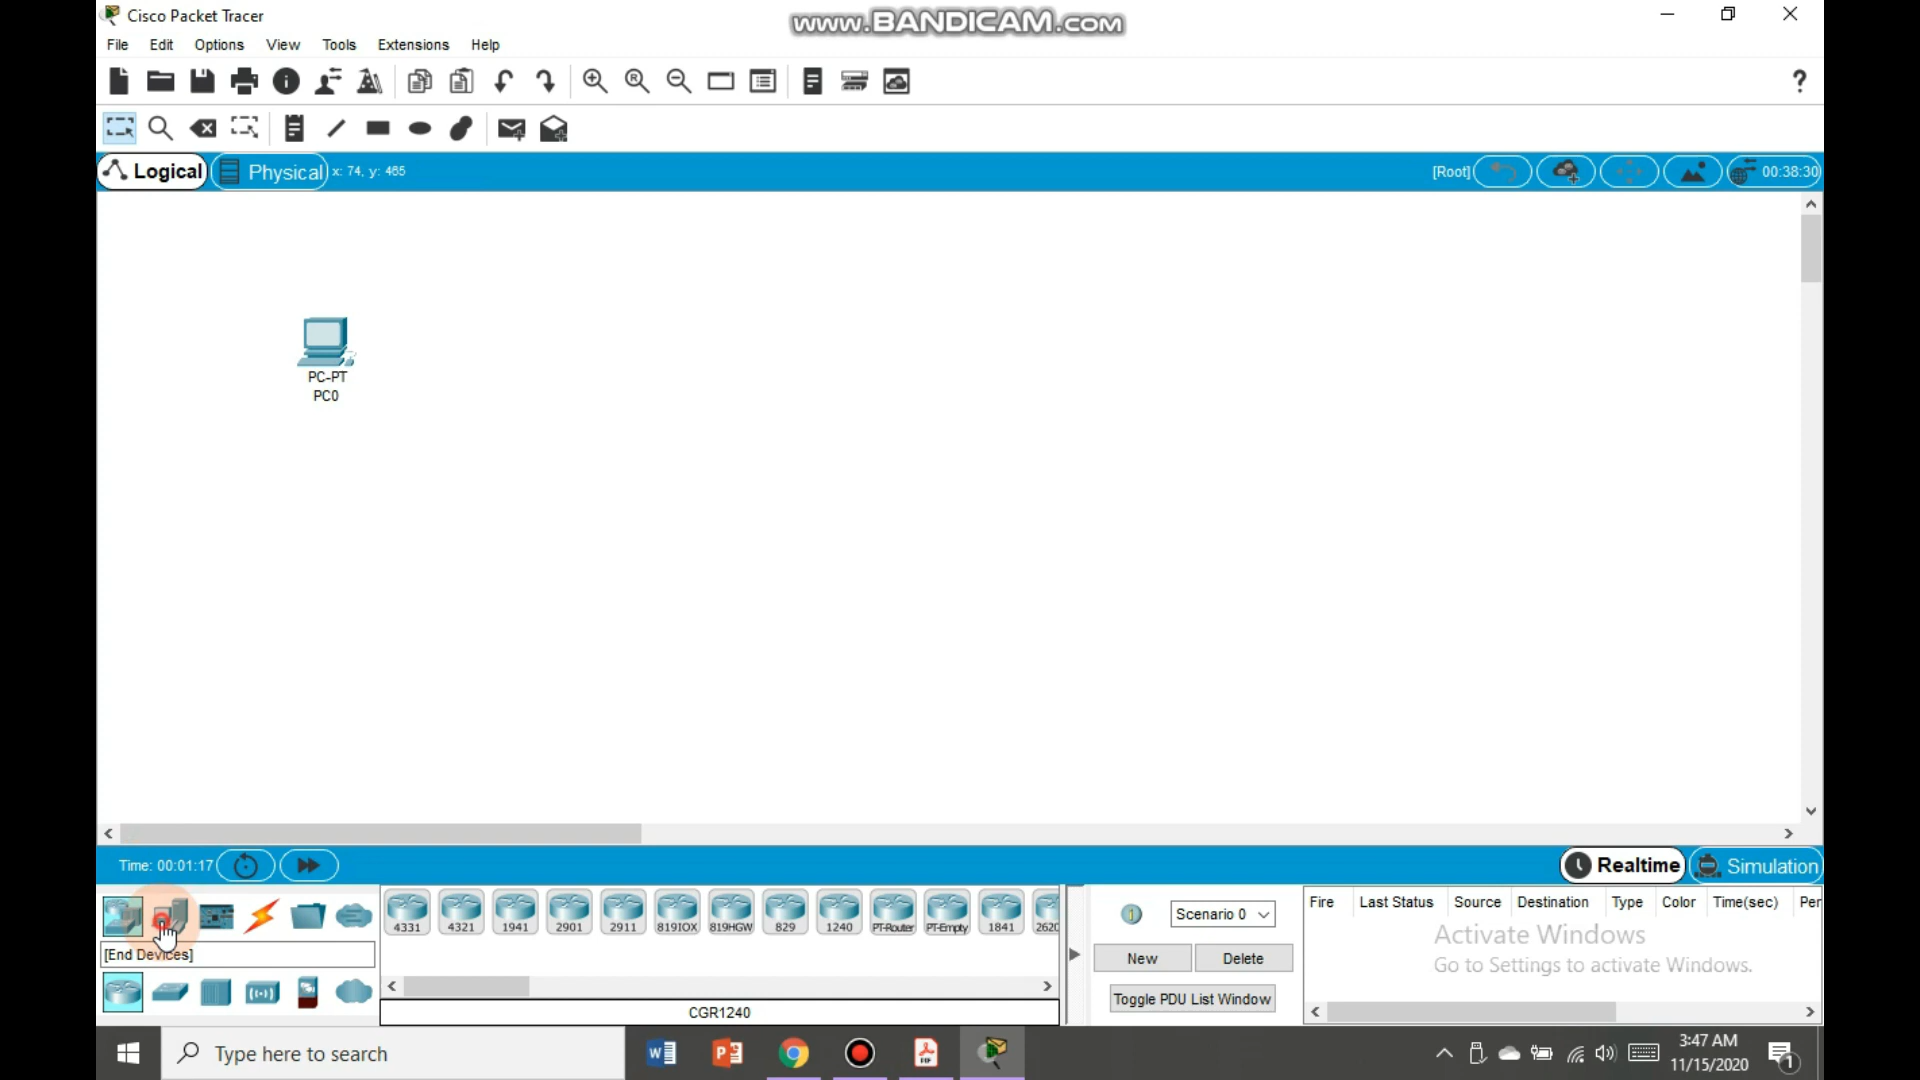 Cisco Packet Tracer
www.BANDICAM.com
File Edit Options View Tools Extensions Help
Logical Physical x: 74, y: 465 [Root] 00:38:30
PC-PT
PC0
Time: 00:01:17 Realtime Simulation
4331 4321 1941 2901 2911 819IOX 819HGW 829 1240 PT-Router PT-Empty 1841 262
Scenario 0
Fire Last Status Source Destination Type Color Time(sec) Per
Activate Windows
[End Devices]
New Delete
Go to Settings to activate Windows.
Toggle PDU List Window
CGR1240
Type here to search
3:47 AM
11/15/2020
1